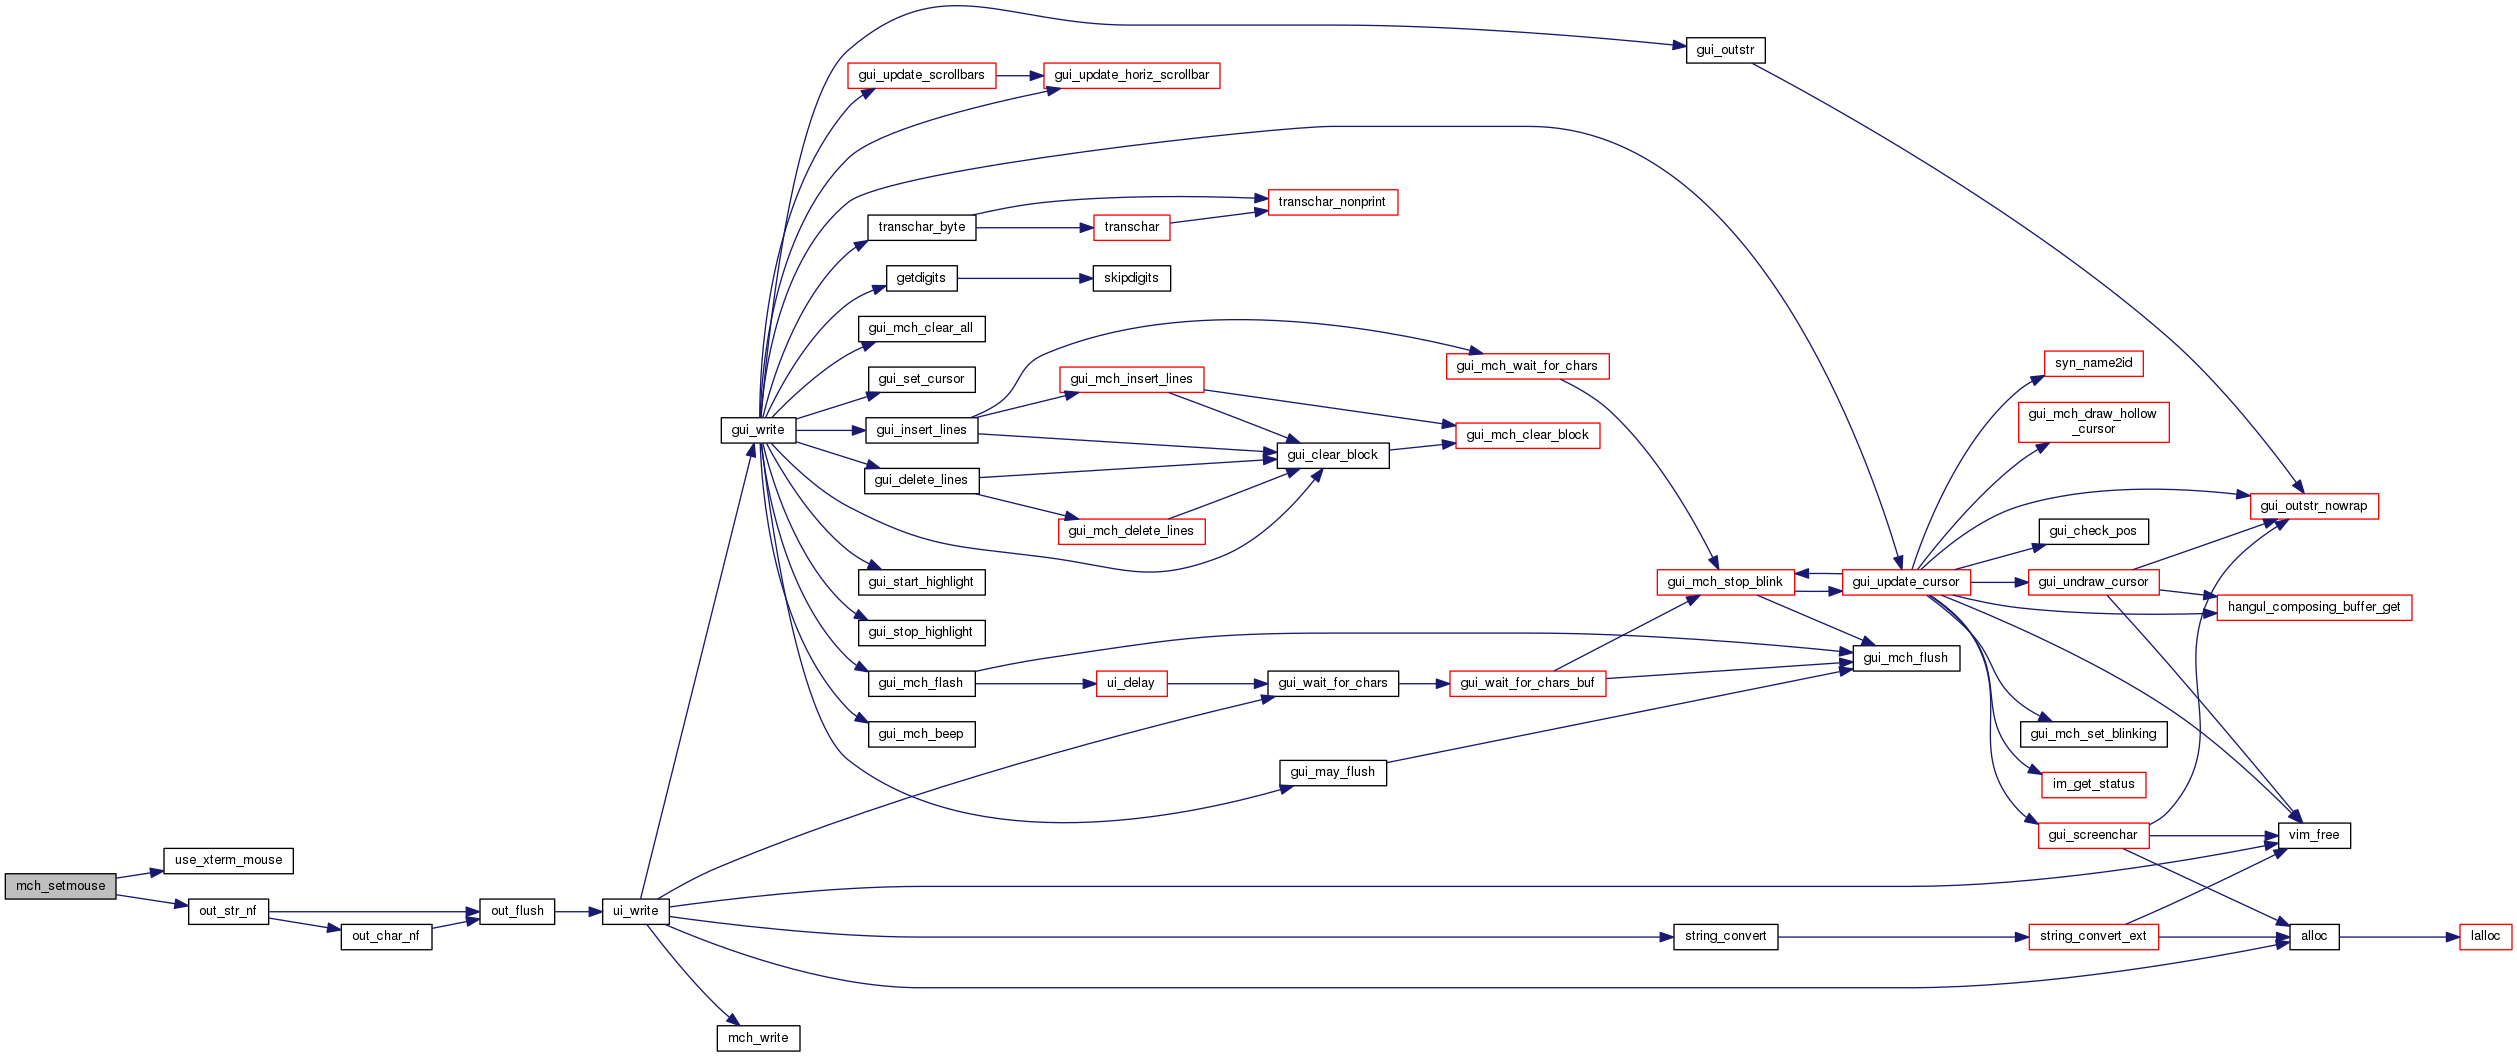 gui_outstr
gui_update_scrollbars
gui_update_horiz_scrollbar
transchar_nonprint
transchar_byte
transchar
getdigits
skipdigits
gui_mch_clear_all
gui_mch_wait_for_chars
syn_name2id
gui_set_cursor
gui_mch_insert_lines
gui_mch_draw_hollow
_cursor
gui_write
gui_insert_lines
gui_mch_clear_block
gui_clear_block
gui_delete_lines
gui_outstr_nowrap
gui_mch_delete_lines
gui_check_pos
gui_start_highlight
gui_mch_stop_blink
gui_update_cursor
gui_undraw_cursor
hangul_composing_buffer_get
gui_stop_highlight
gui_mch_flush
gui_mch_flash
ui_delay
gui_wait_for_chars
gui_wait_for_chars_buf
gui_mch_beep
gui_mch_set_blinking
gui_may_flush
im_get_status
gui_screenchar
vim_free
use_xterm_mouse
mch_setmouse
out_str_nf
out_flush
ui_write
out_char_nf
string_convert
string_convert_ext
alloc
lalloc
mch_write